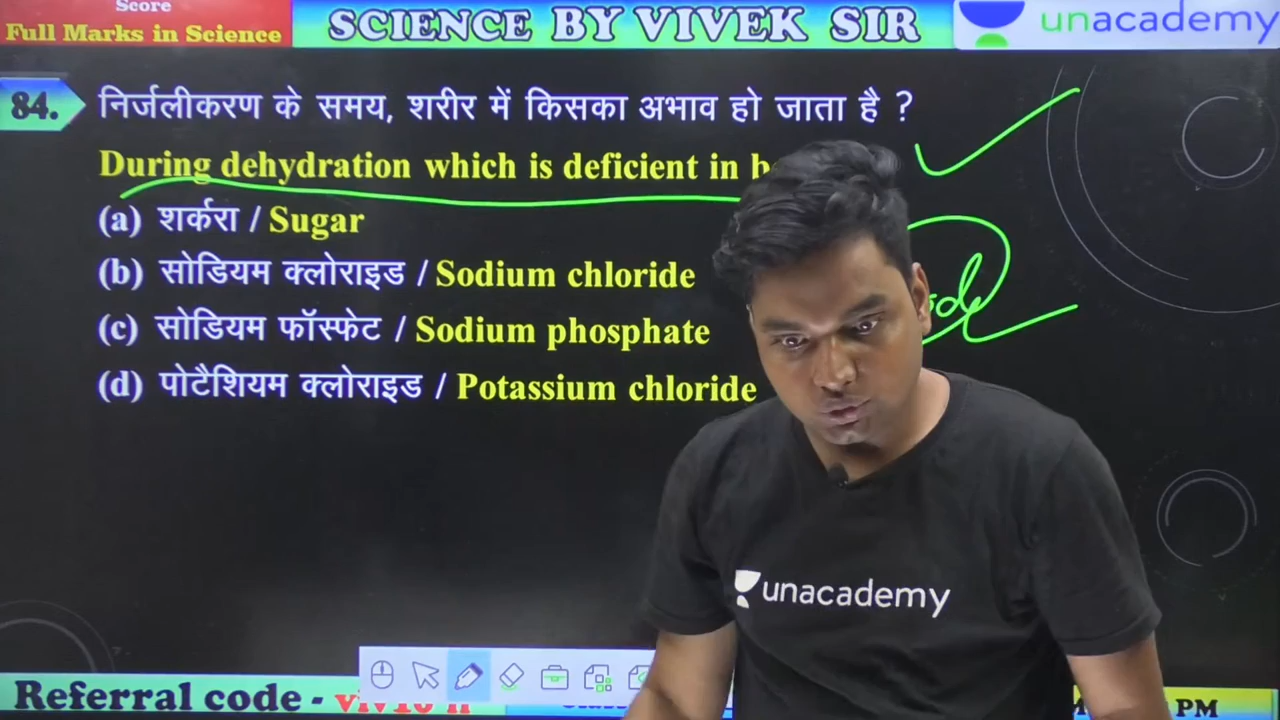 Score
Full Marks in Science
SCIENCE BY VIVEK SIR
unacademy
84. निर्जलीकरण के समय, शरीर में किसका अभाव हो जाता है ?
During dehydration which is deficient in
(a) शर्करा / Sugar
(b) सोडियम क्लोराइड / Sodium chloride
(c) सोडियम फॉस्फेट / Sodium phosphate
(d) पोटैशियम क्लोराइड / Potassium chloride
unacademy
Referral code -
PM